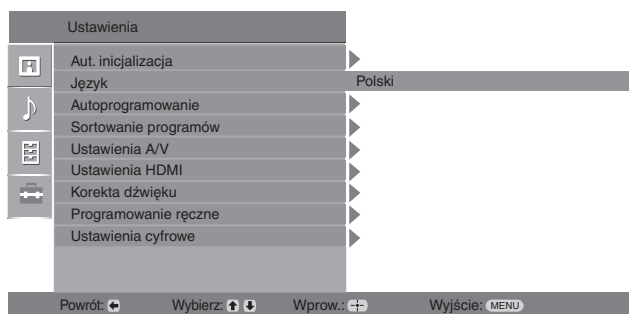 Ustawienia
Aut. inicjalizacja
Język Polski
Autoprogramowanie
Sortowanie programów
Ustawienia A/V
Ustawienia HDMI
Korekta dźwięku
Programowanie ręczne
Ustawienia cyfrowe
Powrót: Wybierz: Wprow.: Wyjście: MENU